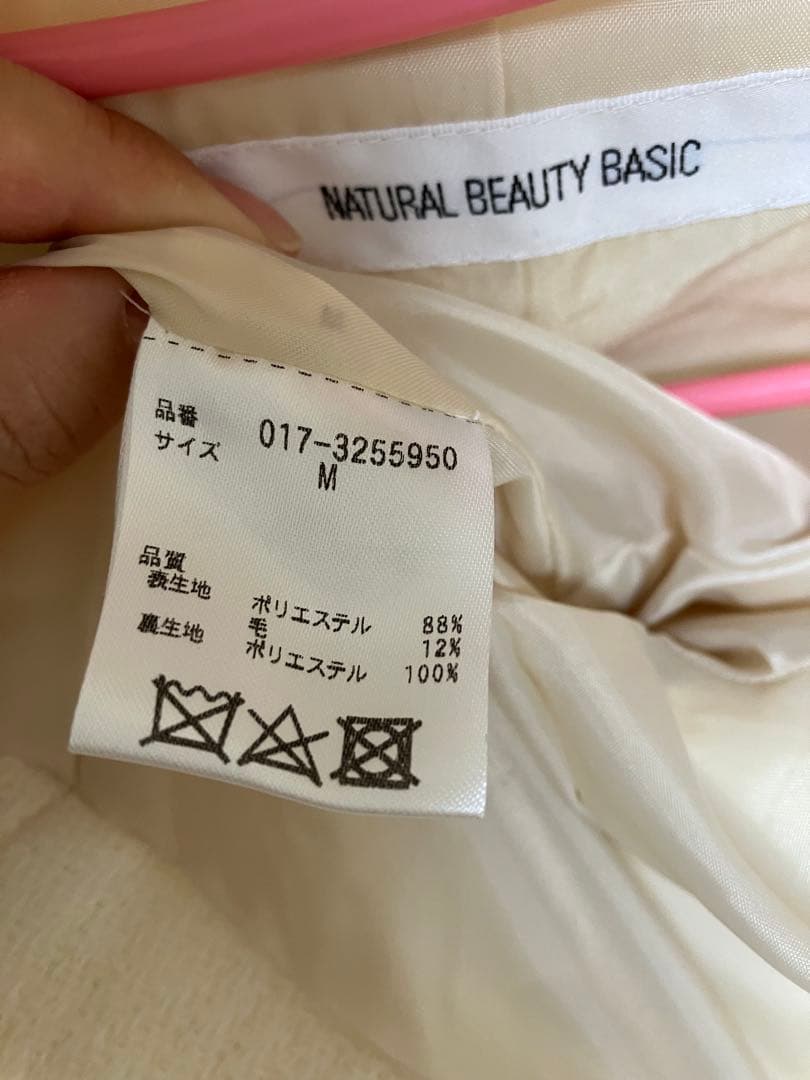 NATURAL BEAUTY BASIC
品番 017-3255950
サイズ M
品質
表生地 ポリエステル 88%
毛 12%
裏生地 ポリエステル 100%